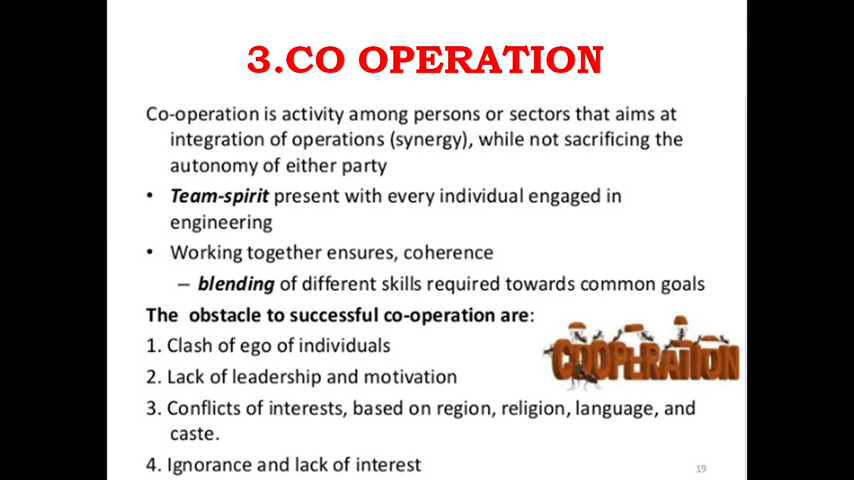 3.CO OPERATION
Co-operation is activity among persons or sectors that aims at
integration of operations (synergy), while not sacrificing the
autonomy of either party
• Team-spirit present with every individual engaged in
engineering
• Working together ensures, coherence
– blending of different skills required towards common goals
The obstacle to successful co-operation are:
1. Clash of ego of individuals
COOPERATION
2. Lack of leadership and motivation
3. Conflicts of interests, based on region, religion, language, and
caste.
4. Ignorance and lack of interest
19